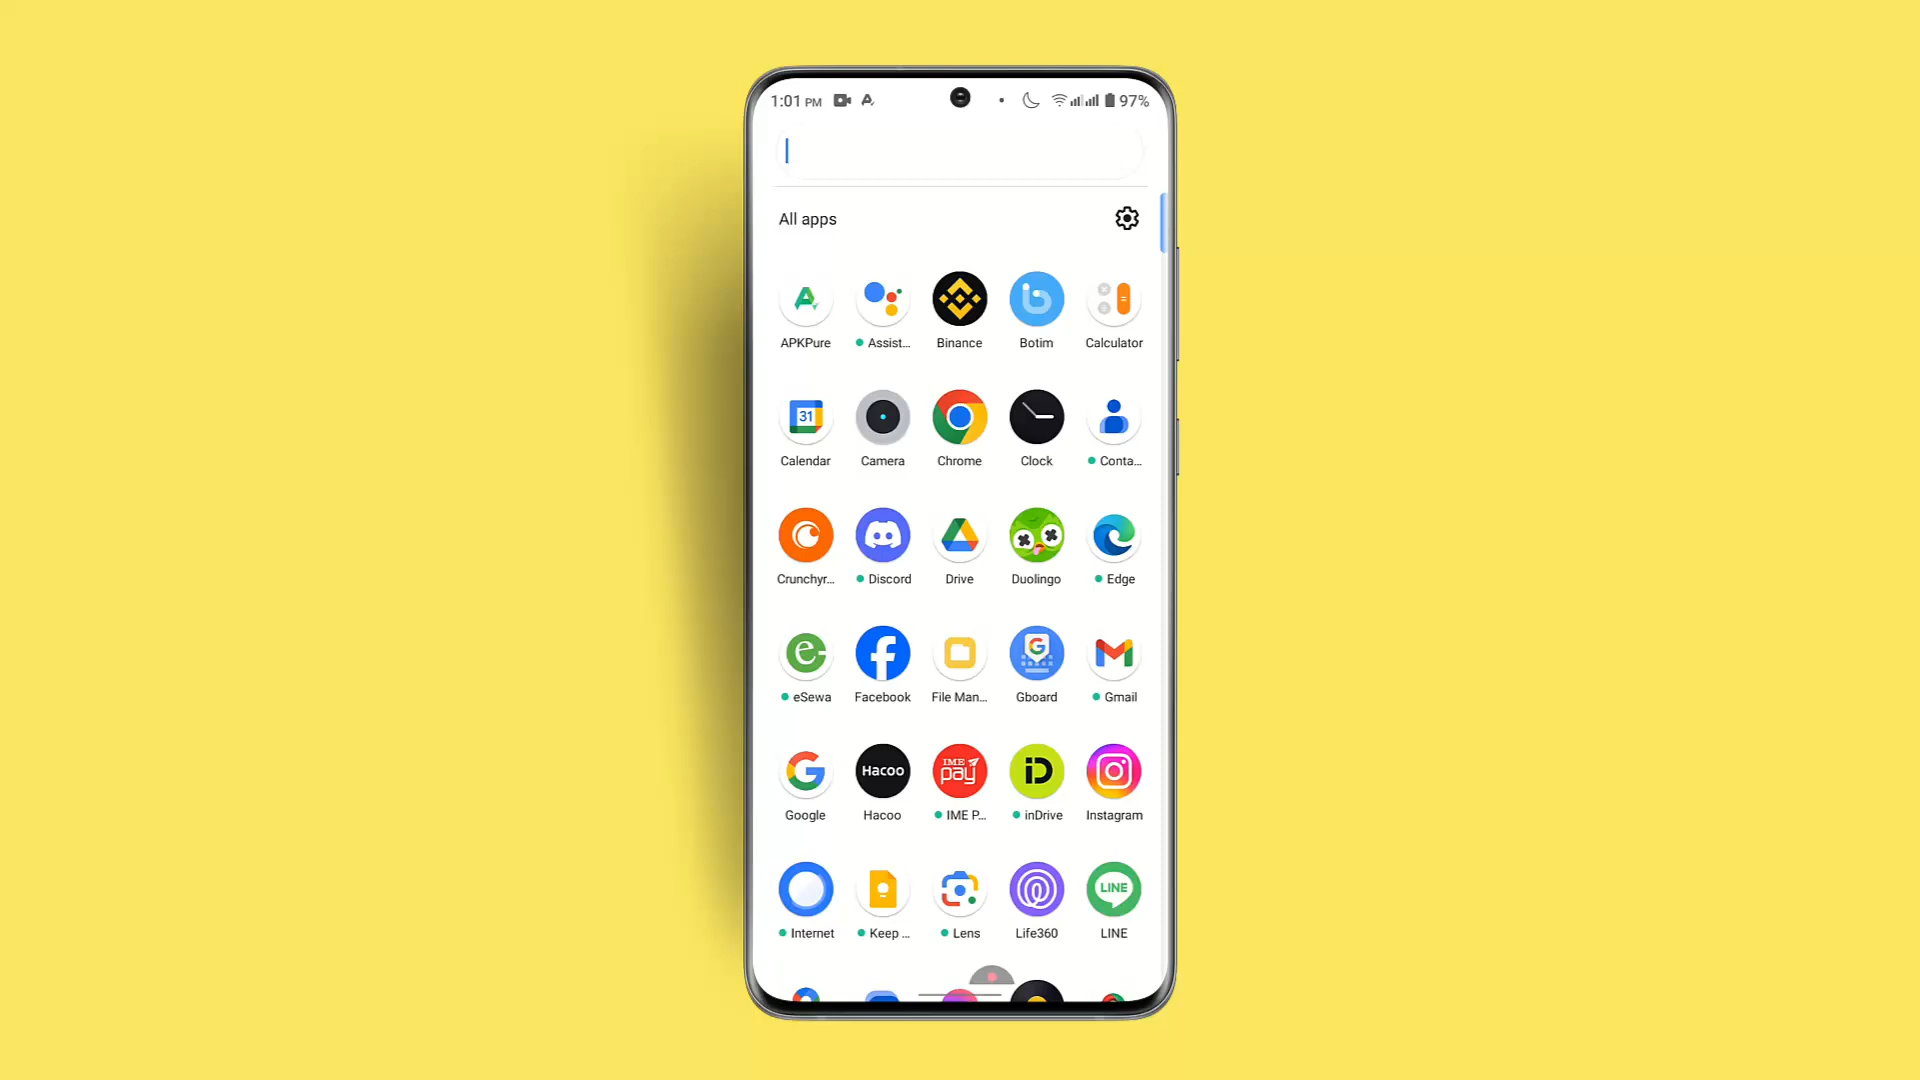 1:01 PM 97%
All apps
APKPure Assist... Binance Botim Calculator
31
Calendar Camera Chrome Clock Conta...
Crunchyr... Discord Drive Duolingo Edge
eSewa Facebook File Man... Gboard Gmail
Hacoo IME pay iD
Google Hacoo IME P... inDrive Instagram
LINE
Internet Keep ... Lens Life360 LINE